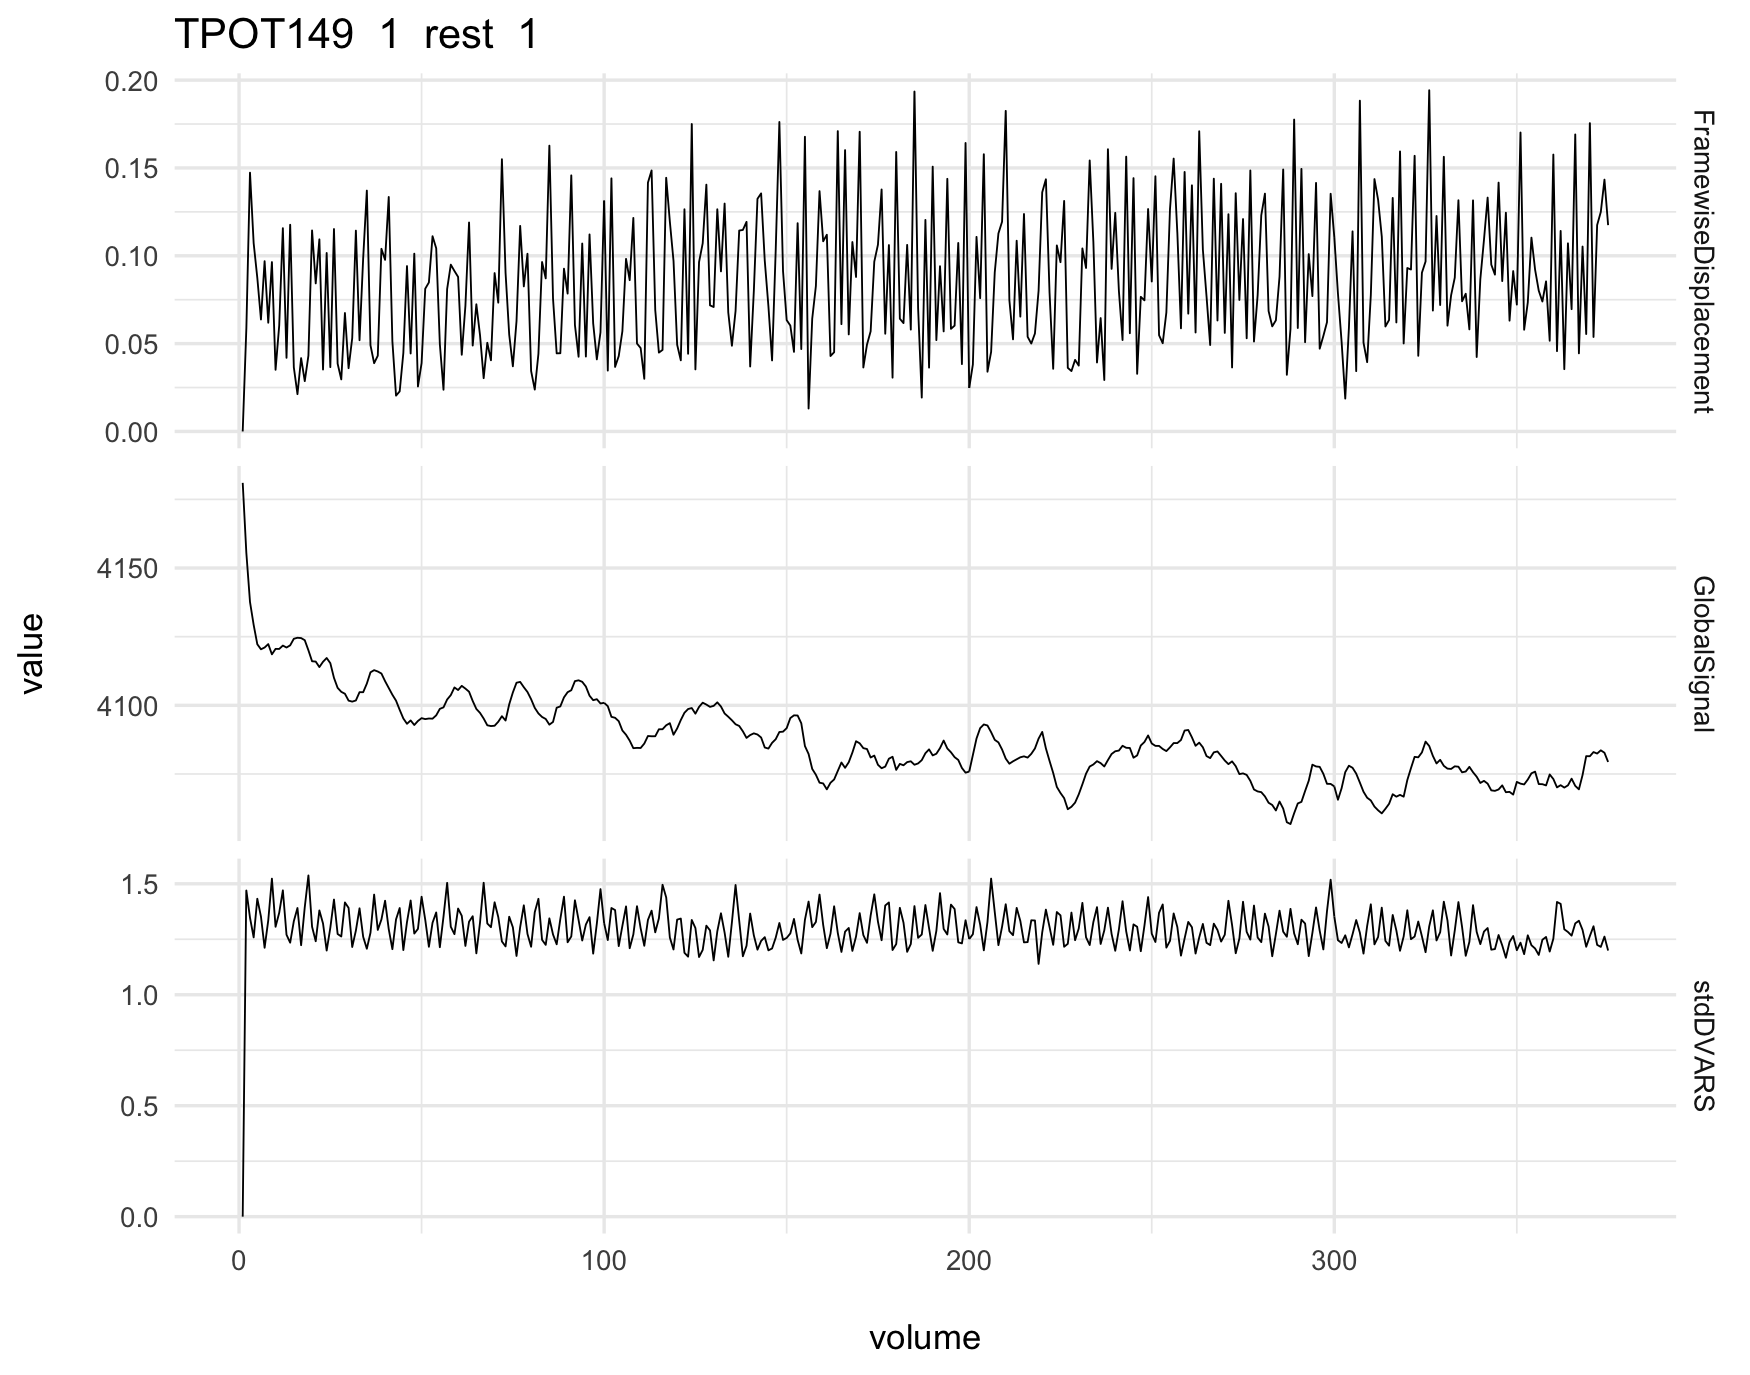 TPOT149 1 rest 1
0.20
0.15
0.10
0.05
0.00
FramewiseDisplacement
4150
4100
GlobalSignal
value
1.5
1.0
0.5
0.0
stdDVARS
0 100 200 300
volume